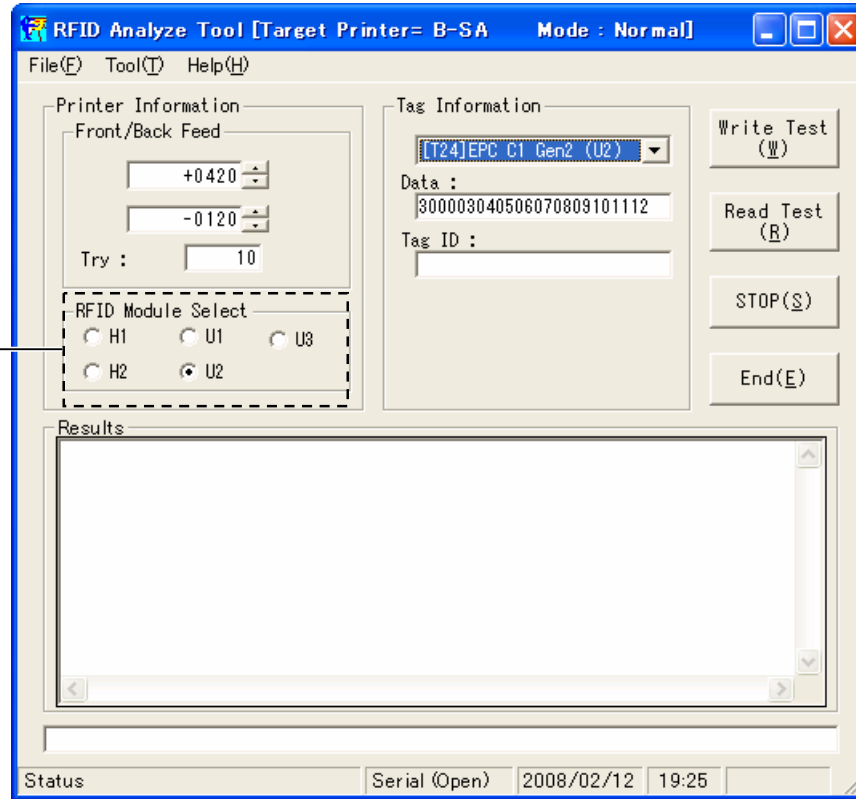 RFID Analyze Tool [Target Printer= B-SA Mode : Normal]
File(F) Tool(T) Help(H)
Printer Information
Front/Back Feed
+0420
-0120
Try : 10
RFID Module Select
H1 U1 U3
H2 U2
Tag Information
[T24]EPC C1 Gen2 (U2)
Data :
300003040506070809101112
Tag ID :
Write Test
(W)
Read Test
(R)
STOP(S)
End(E)
Results
Status Serial (Open) 2008/02/12 19:25